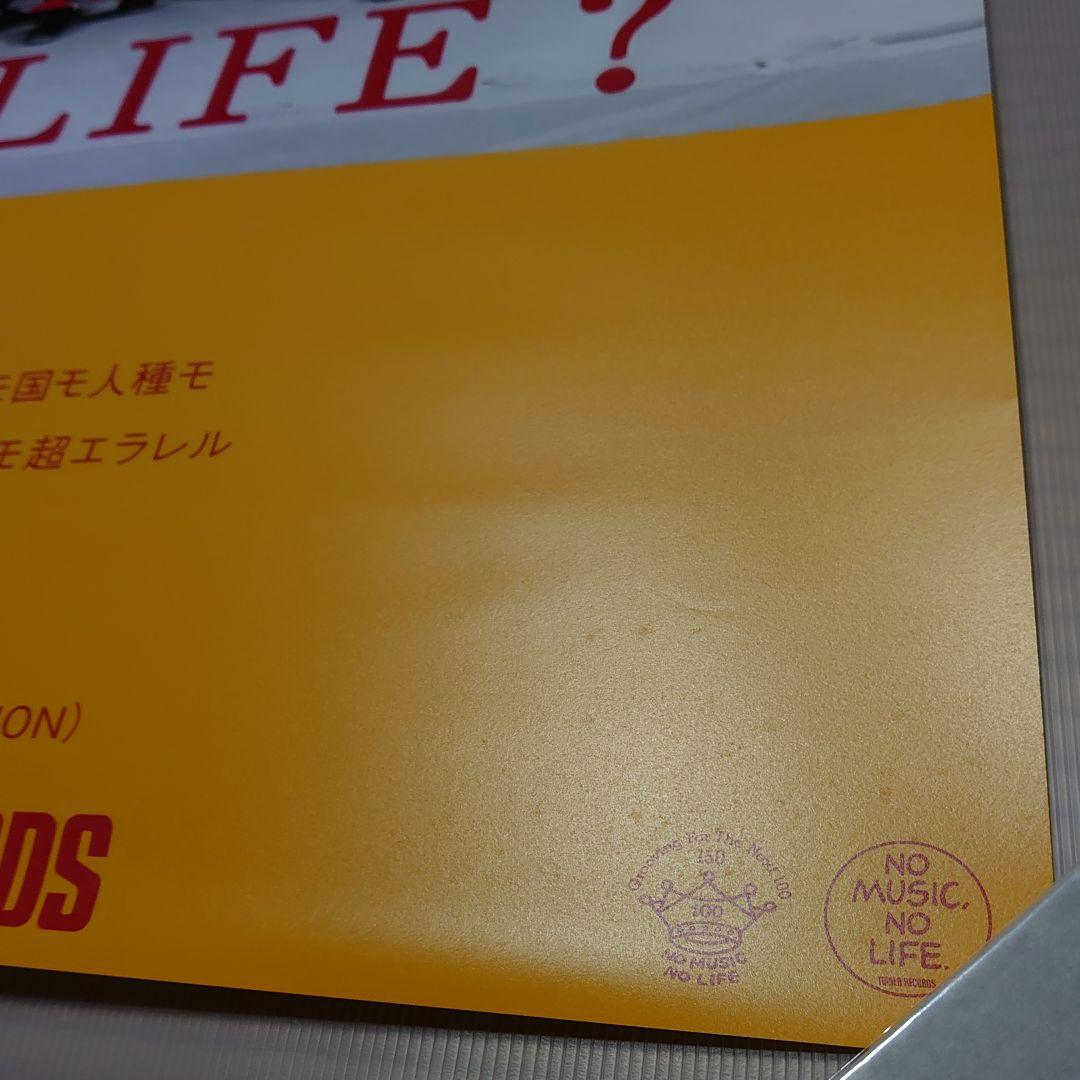 LIFE?
モ国モ人種モ
モ超エラレル
ION)
RDS
Grooving For The Next 100
150
100
NO MUSIC
NO LIFE
NO
MUSIC,
NO
LIFE.
TOWER RECORDS